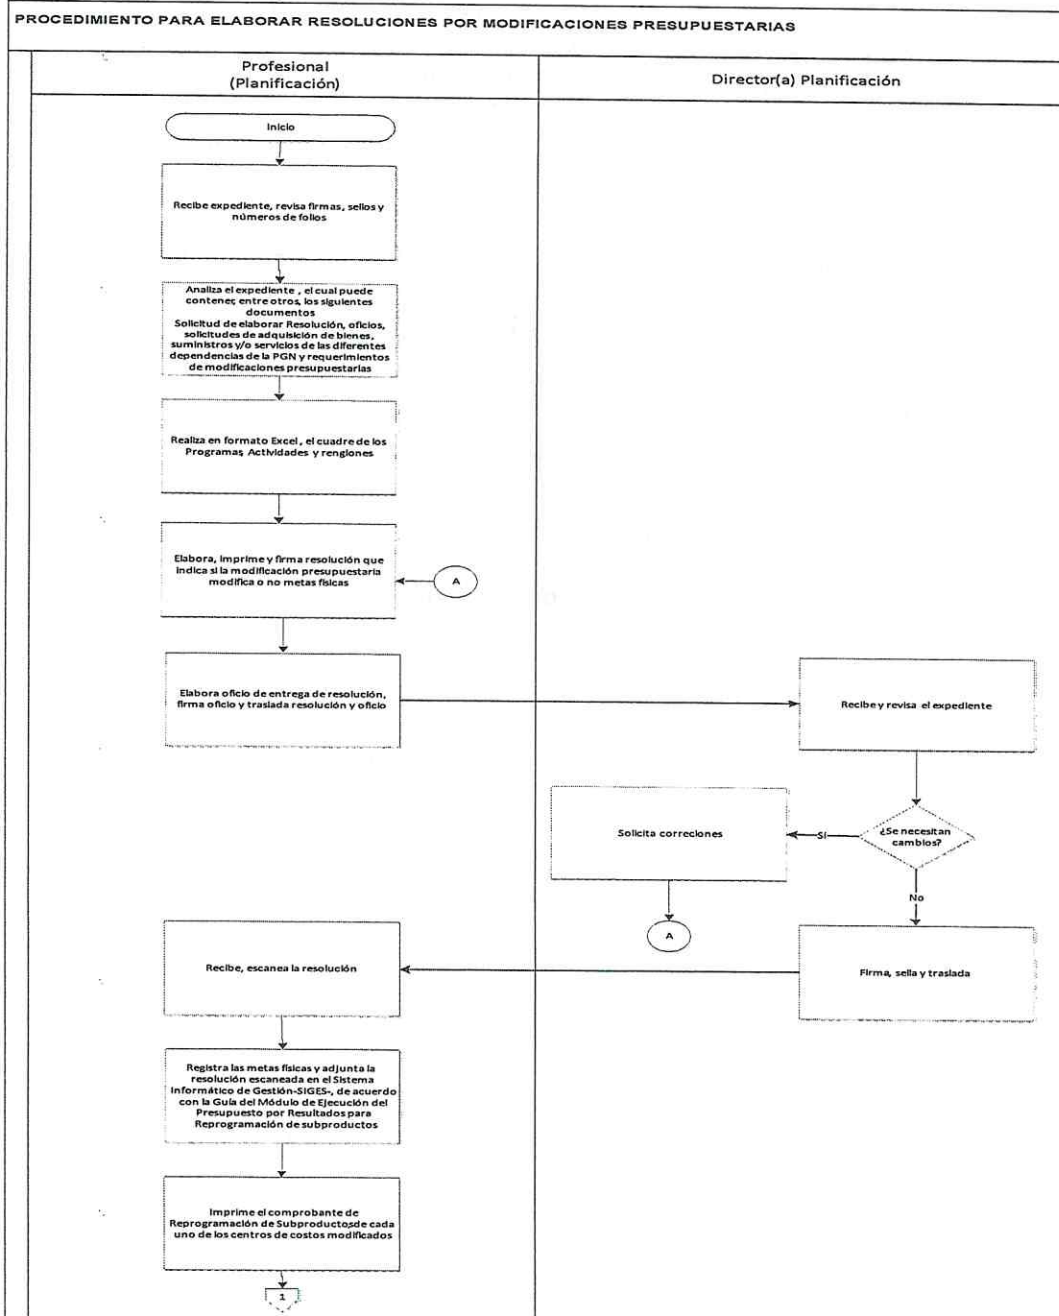 PROCEDIMIENTO PARA ELABORAR RESOLUCIONES POR MODIFICACIONES PRESUPUESTARIAS
Profesional
(Planificación)
Director(a) Planificación
Inicio
Recibe expediente, revisa firmas, sellos y
números de folios
Analiza el expediente , el cual puede
contener, entre otros, los siguientes
documentos
Solicitud de elaborar Resolución, oficios,
solicitudes de adquisición de bienes,
suministros y/o servicios de las diferentes
dependencias de la PGN y requerimientos
de modificaciones presupuestarias
Realiza en formato Excel , el cuadre de los
Programas, Actividades y renglones
Elabora, imprime y firma resolución que
indica si la modificación presupuestaria
modifica o no metas físicas
A
Elabora oficio de entrega de resolución,
firma oficio y traslada resolución y oficio
Recibe y revisa el expediente
¿Se necesitan
cambios?
Sí
Solicita correciones
A
No
Firma, sella y traslada
Recibe, escanea la resolución
Registra las metas físicas y adjunta la
resolución escaneada en el Sistema
Informático de Gestión-SIGES-, de acuerdo
con la Guía del Módulo de Ejecución del
Presupuesto por Resultados para
Reprogramación de subproductos
Imprime el comprobante de
Reprogramación de Subproductos, de cada
uno de los centros de costos modificados
1